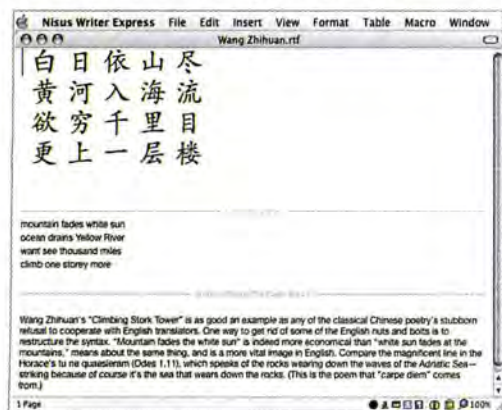 Nisus Writer Express File Edit Insert View Format Table Macro Window
Wang Zhihuan.rtf
白日依山尽
黄河入海流
欲穷千里目
更上一层楼
mountain fades white sun
ocean drains Yellow River
want see thousand miles
climb one storey more
Wang Zhihuan's "Climbing Stork Tower" is as good an example as any of the classical Chinese poetry's stubborn
refusal to cooperate with English translators. One way to get rid of some of the English nuts and bolts is to
restructure the syntax. "Mountain fades the white sun" is indeed more economical than "white sun fades at the
mountains," means about the same thing, and is a more vital image in English. Compare the magnificent line in the
Horace's tu ne quaesieram (Odes 1,11), which speaks of the rocks wearing down the waves of the Adriatic Sea—
striking because of course it's the sea that wears down the rocks. (This is the poem that "carpe diem" comes
from.)
1 Page
100%